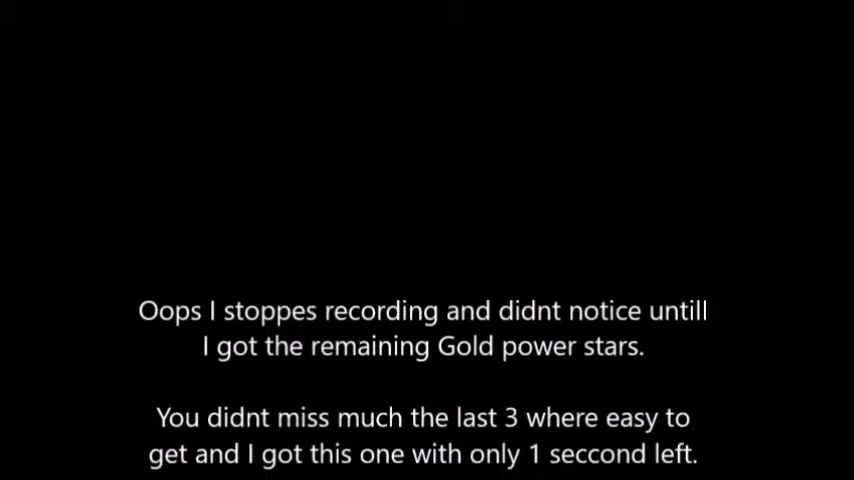 Oops I stoppes recording and didnt notice untill
I got the remaining Gold power stars.
You didnt miss much the last 3 where easy to
get and I got this one with only 1 seccond left.